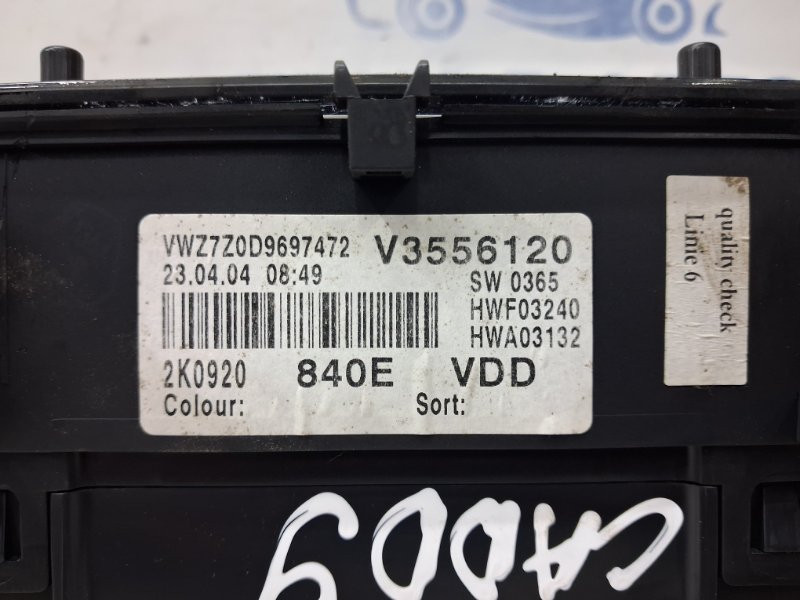 VWZ7Z0D9697472 V3556120
23.04.04 08:49 SW 0365
HWF03240
HWA03132
2K0920 840E VDD
Colour: Sort:
quality check
Linie 6
CADDY